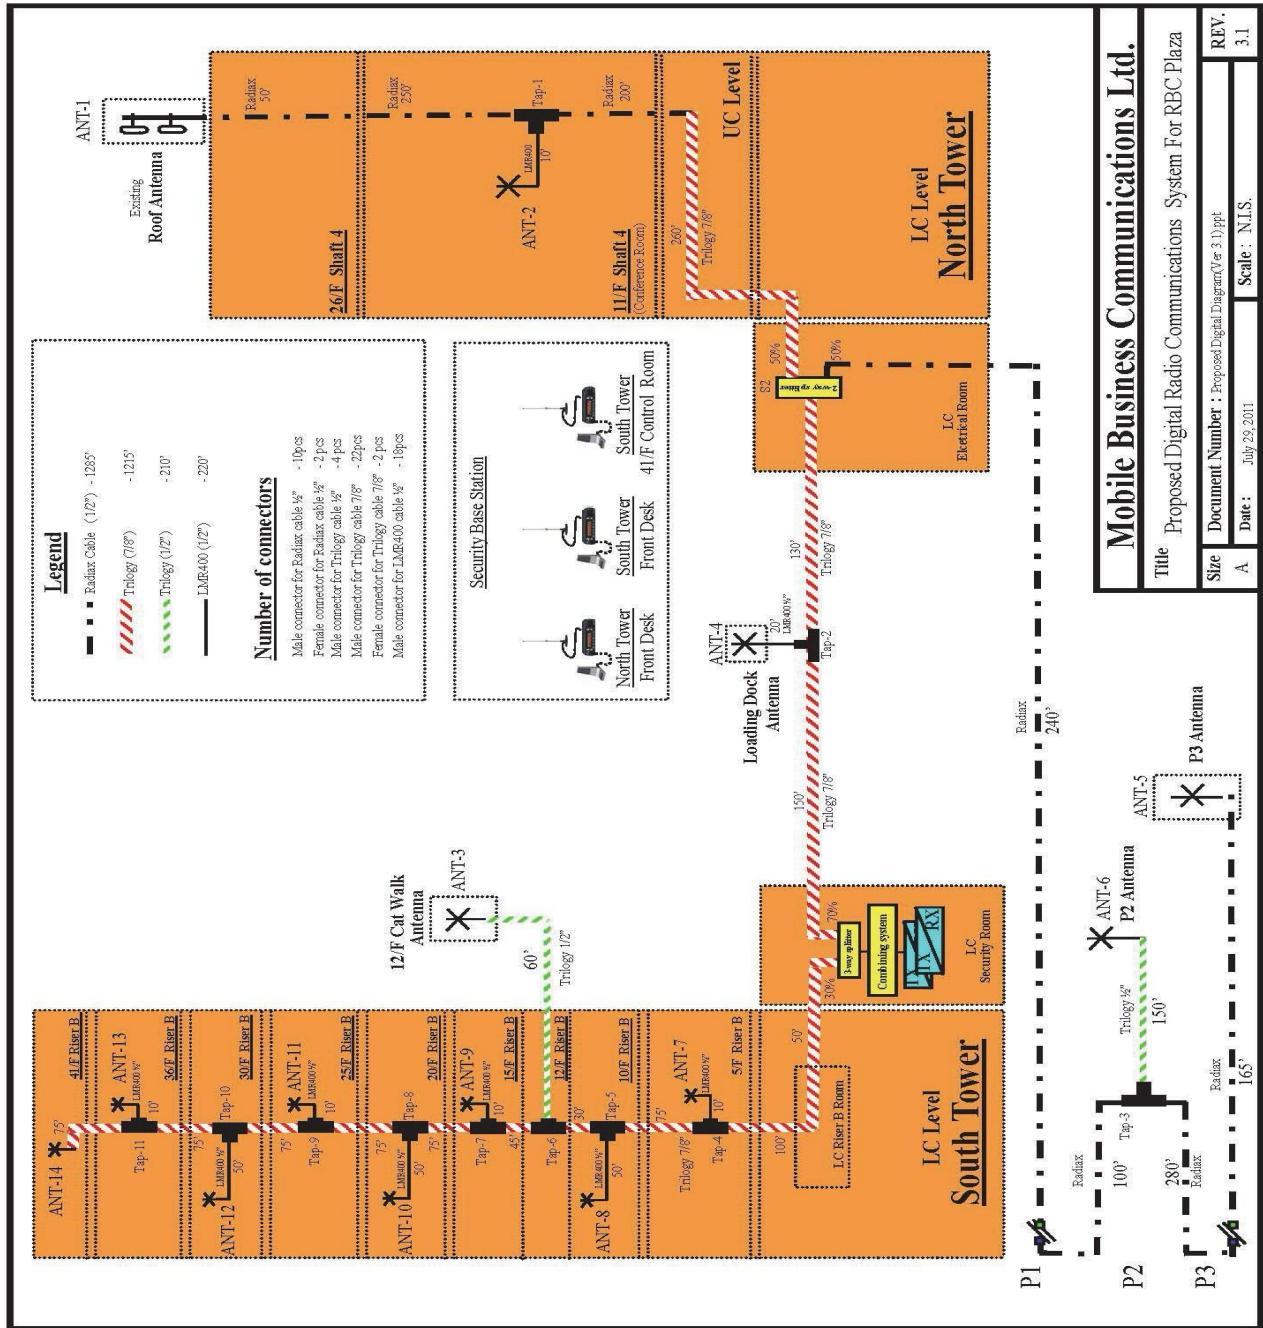 Mobile Business Communications Ltd.
Title
Proposed Digital Radio Communications System For RBC Plaza
Size
A
Document Number : Proposed Digital Diagram(Ver 3.1).ppt
REV.
3.1
Date : July 29, 2011
Scale : N.T.S.
Legend
Radiax Cable (1/2") - 1285'
Trilogy (7/8") -1215'
Trilogy (1/2") - 210'
LMR400 (1/2") - 220'
Number of connectors
Male connector for Radiax cable ½" - 10pcs
Female connector for Radiax cable ½" - 2 pcs
Male connector for Trilogy cable ½" - 4 pcs
Male connector for Trilogy cable 7/8" - 22pcs
Female connector for Trilogy cable 7/8" - 2 pcs
Male connector for LMR400 cable ½" - 18pcs
Security Base Station
North Tower
Front Desk
South Tower
Front Desk
South Tower
41/F Control Room
ANT-1
Existing
Roof Antenna
Radiax
50'
26/F Shaft 4
Radiax
250'
Tap-1
LMR400
10'
ANT-2
Radiax
200'
11/F Shaft 4
(Conference Room)
UC Level
260'
Trilogy 7/8"
LC Level
North Tower
50%
S2
2-way splitter
50%
LC
Elcetrical Room
130'
Trilogy 7/8"
ANT-4
20'
LMR400 ½"
Tap-2
Loading Dock
Antenna
150'
Trilogy 7/8"
70%
3-way splitter
30%
Combining system
TX
TX
RX
LC
Security Room
50'
LC Riser B Room
LC Level
South Tower
100'
5/F Riser B
ANT-7
LMR400 ½"
10'
Tap-4
Trilogy 7/8"
75'
10/F Riser B
Tap-5
50'
LMR400 ½"
ANT-8
30'
12/F Riser B
Tap-6
60'
Trilogy 1/2"
12/F Cat Walk
Antenna
ANT-3
45'
15/F Riser B
ANT-9
LMR400 ½"
10'
Tap-7
75'
20/F Riser B
Tap-8
50'
LMR400 ½"
ANT-10
75'
25/F Riser B
ANT-11
LMR400 ½"
10'
Tap-9
75'
30/F Riser B
Tap-10
50'
LMR400 ½"
ANT-12
75'
36/F Riser B
ANT-13
LMR400 ½"
10'
Tap-11
41/F Riser B
75'
ANT-14
Radiax
240'
P1
Radiax
100'
Tap-3
P2
Trilogy ½"
150'
ANT-6
P2 Antenna
280'
Radiax
P3
Radiax
165'
ANT-5
P3 Antenna